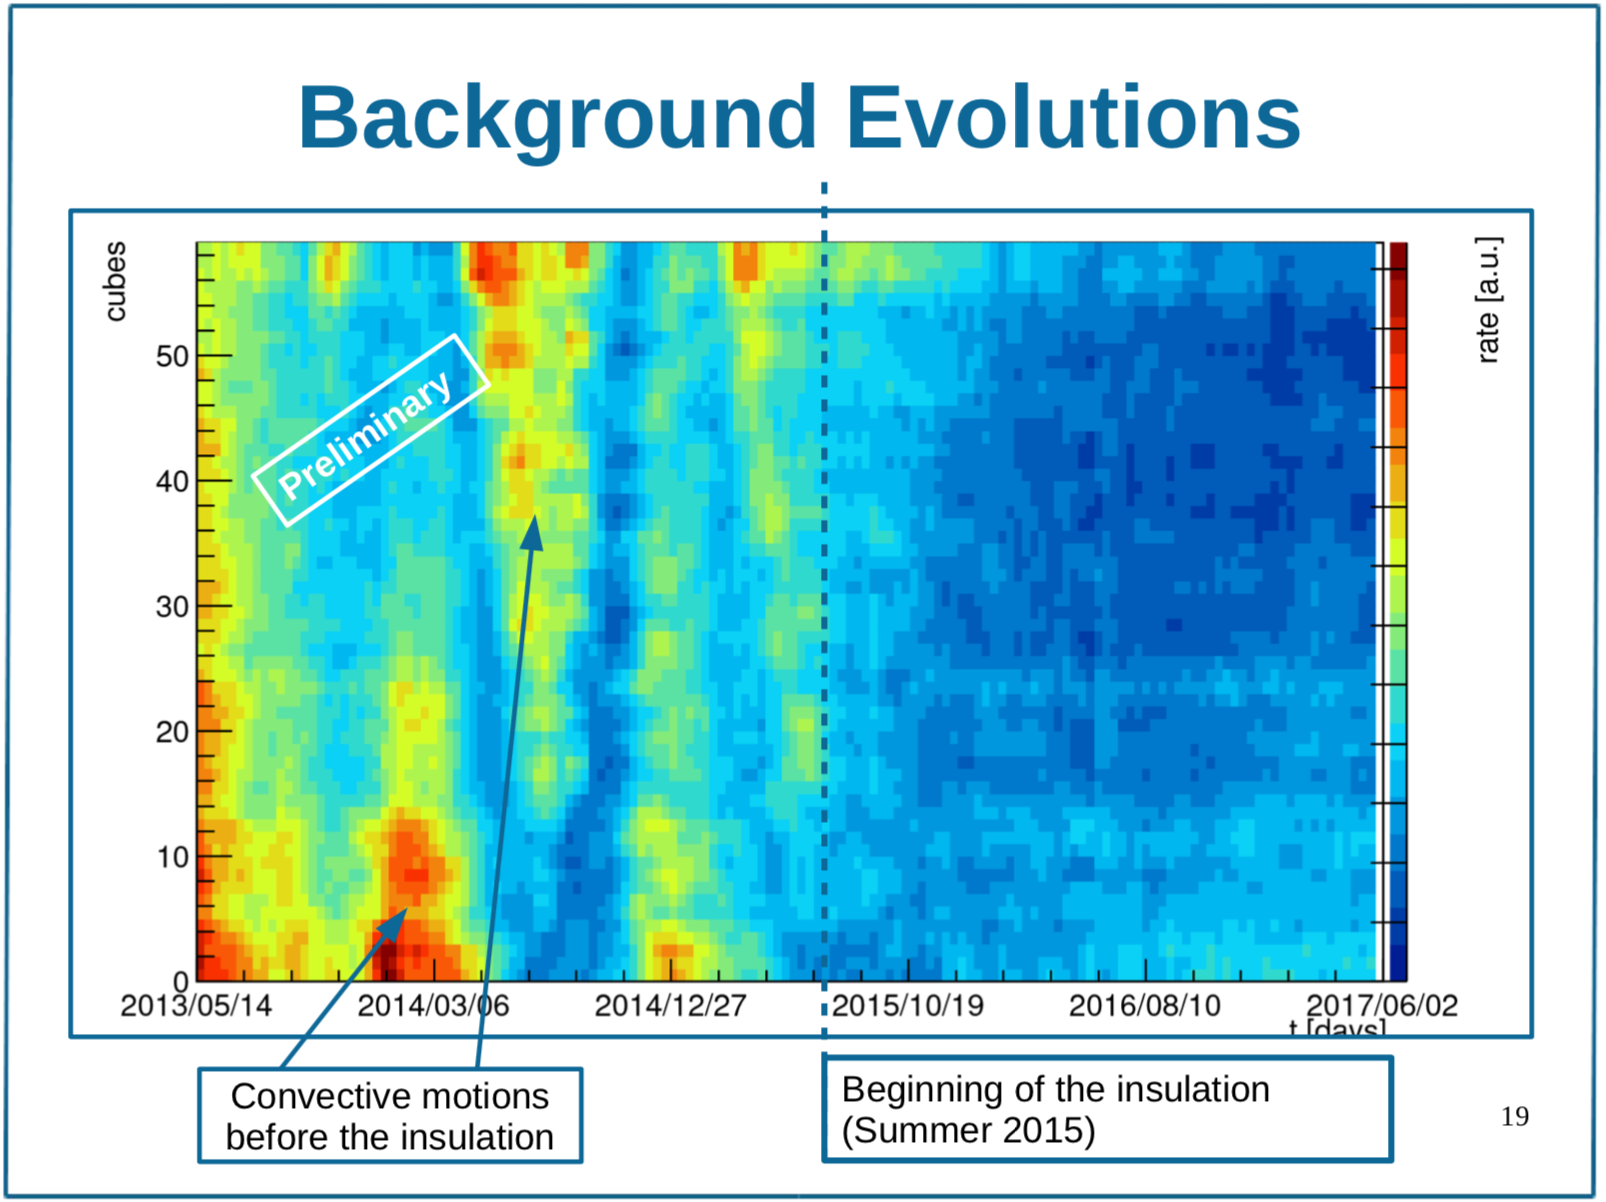 Background Evolutions
cubes
rate [a.u.]
50
40
30
20
10
0
Preliminary
2013/05/14
2014/03/06
2014/12/27
2015/10/19
2016/08/10
2017/06/02
t [days]
Convective motions
before the insulation
Beginning of the insulation
(Summer 2015)
19